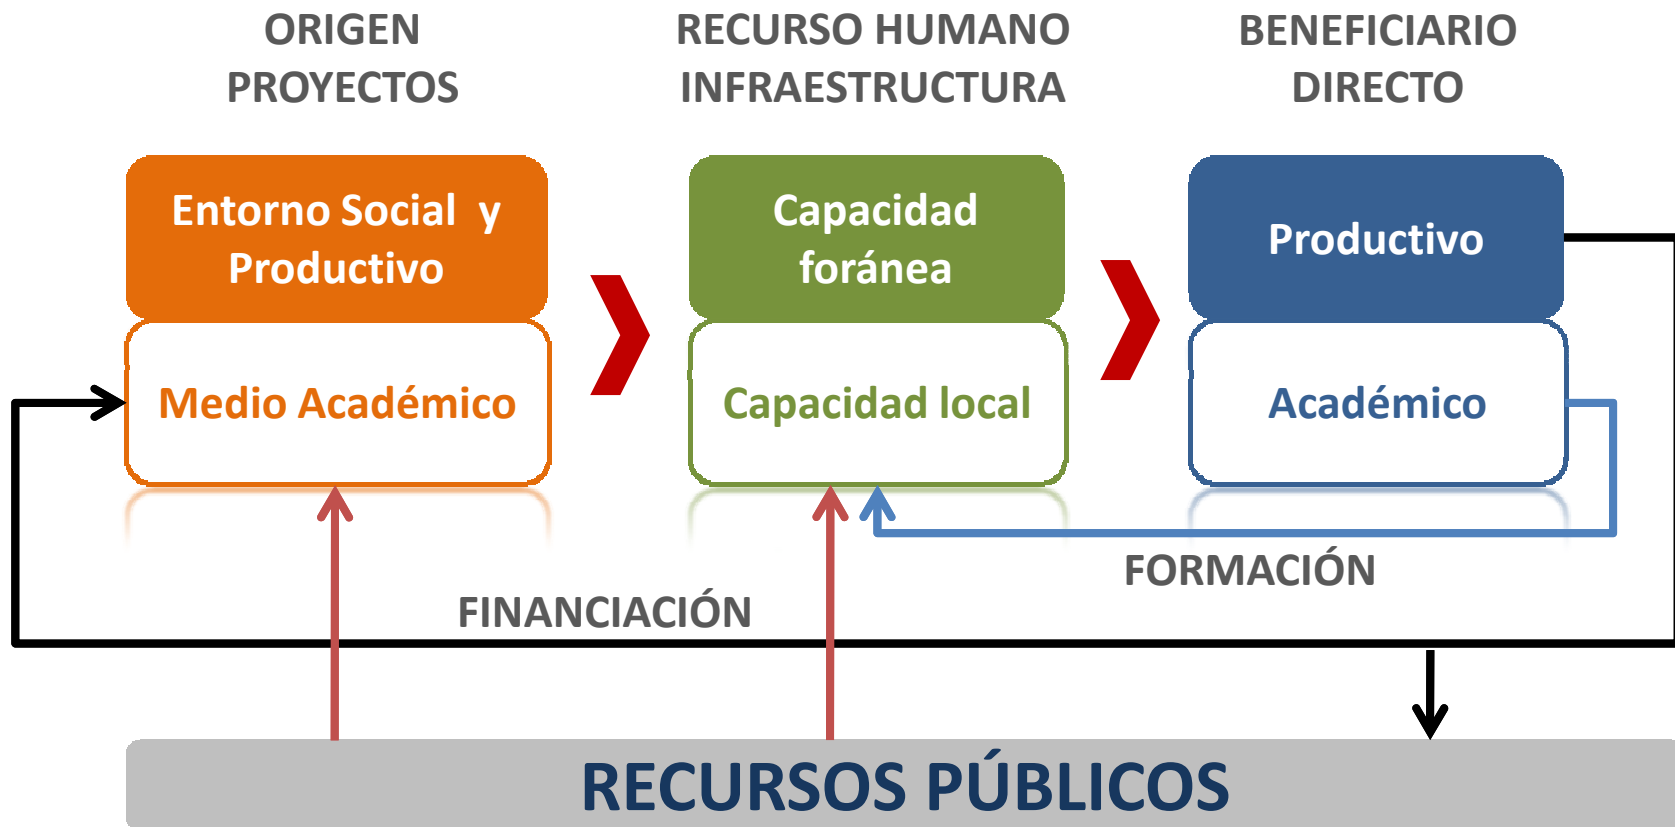 ORIGEN
PROYECTOS
RECURSO HUMANO
INFRAESTRUCTURA
BENEFICIARIO
DIRECTO
Entorno Social y
Productivo
Capacidad
foránea
Productivo
Medio Académico
Capacidad local
Académico
FORMACIÓN
FINANCIACIÓN
RECURSOS PÚBLICOS